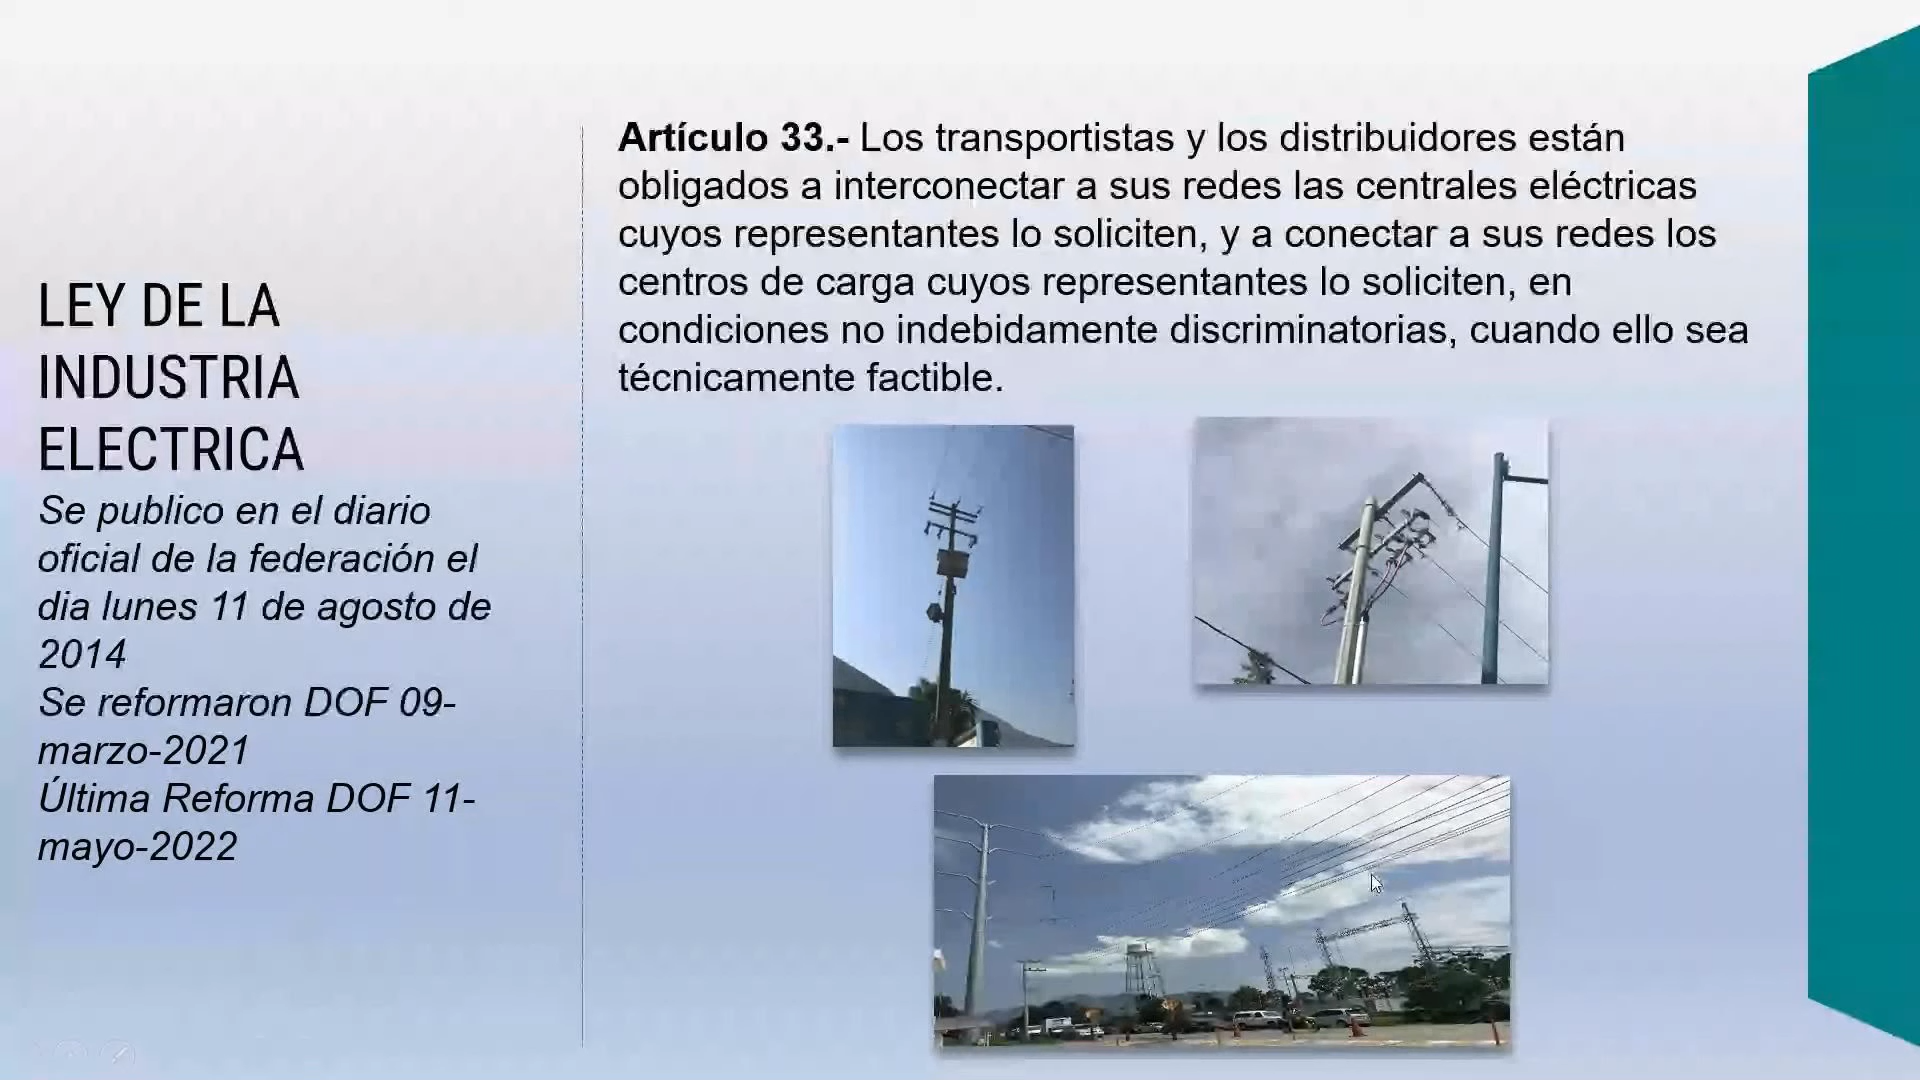 LEY DE LA
INDUSTRIA
ELECTRICA
Se publico en el diario
oficial de la federación el
dia lunes 11 de agosto de
2014
Se reformaron DOF 09-
marzo-2021
Última Reforma DOF 11-
mayo-2022
Artículo 33.- Los transportistas y los distribuidores están
obligados a interconectar a sus redes las centrales eléctricas
cuyos representantes lo soliciten, y a conectar a sus redes los
centros de carga cuyos representantes lo soliciten, en
condiciones no indebidamente discriminatorias, cuando ello sea
técnicamente factible.